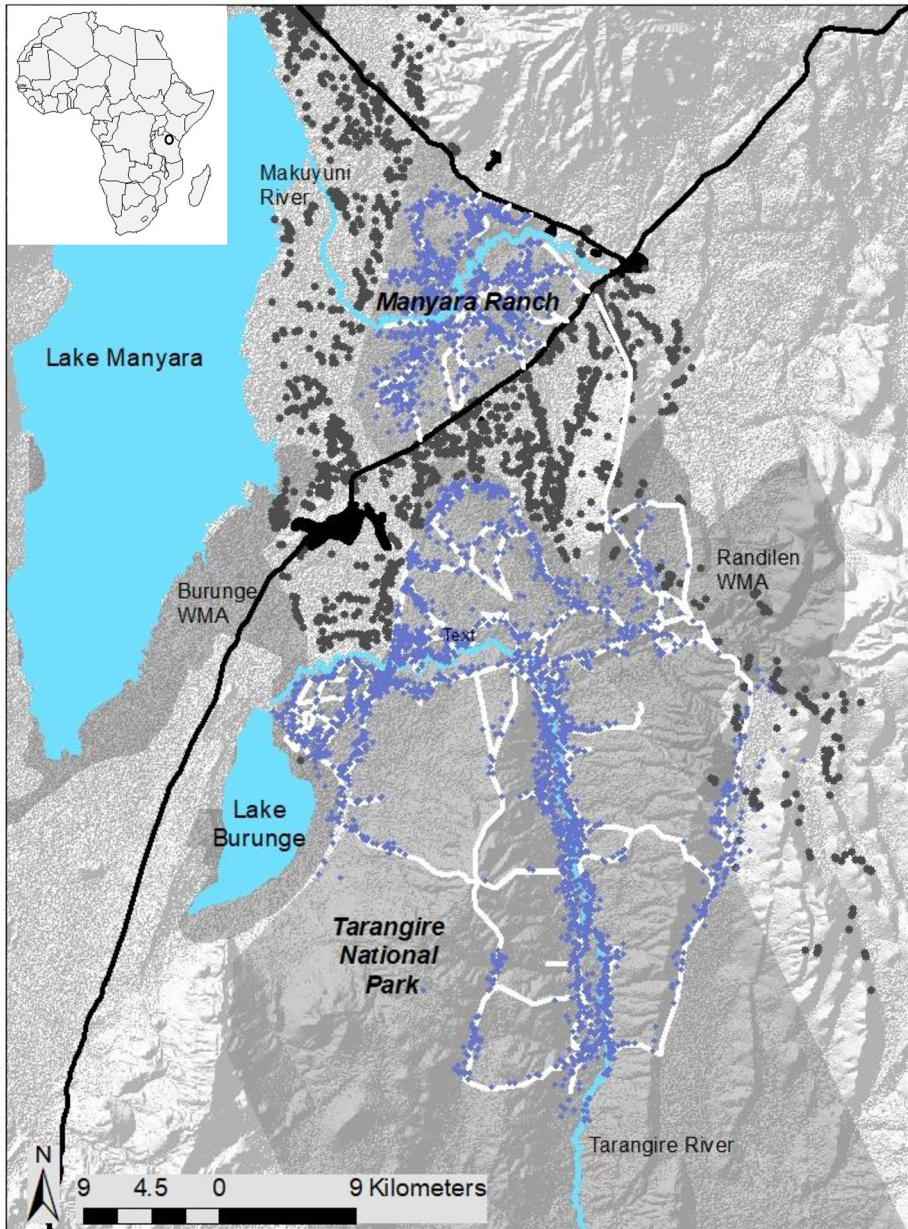 Makuyuni
River
Manyara Ranch
Lake Manyara
Burunge
WMA
Randilen
WMA
Text
Lake
Burunge
Tarangire
National
Park
Tarangire River
N
9 4.5 0 9 Kilometers